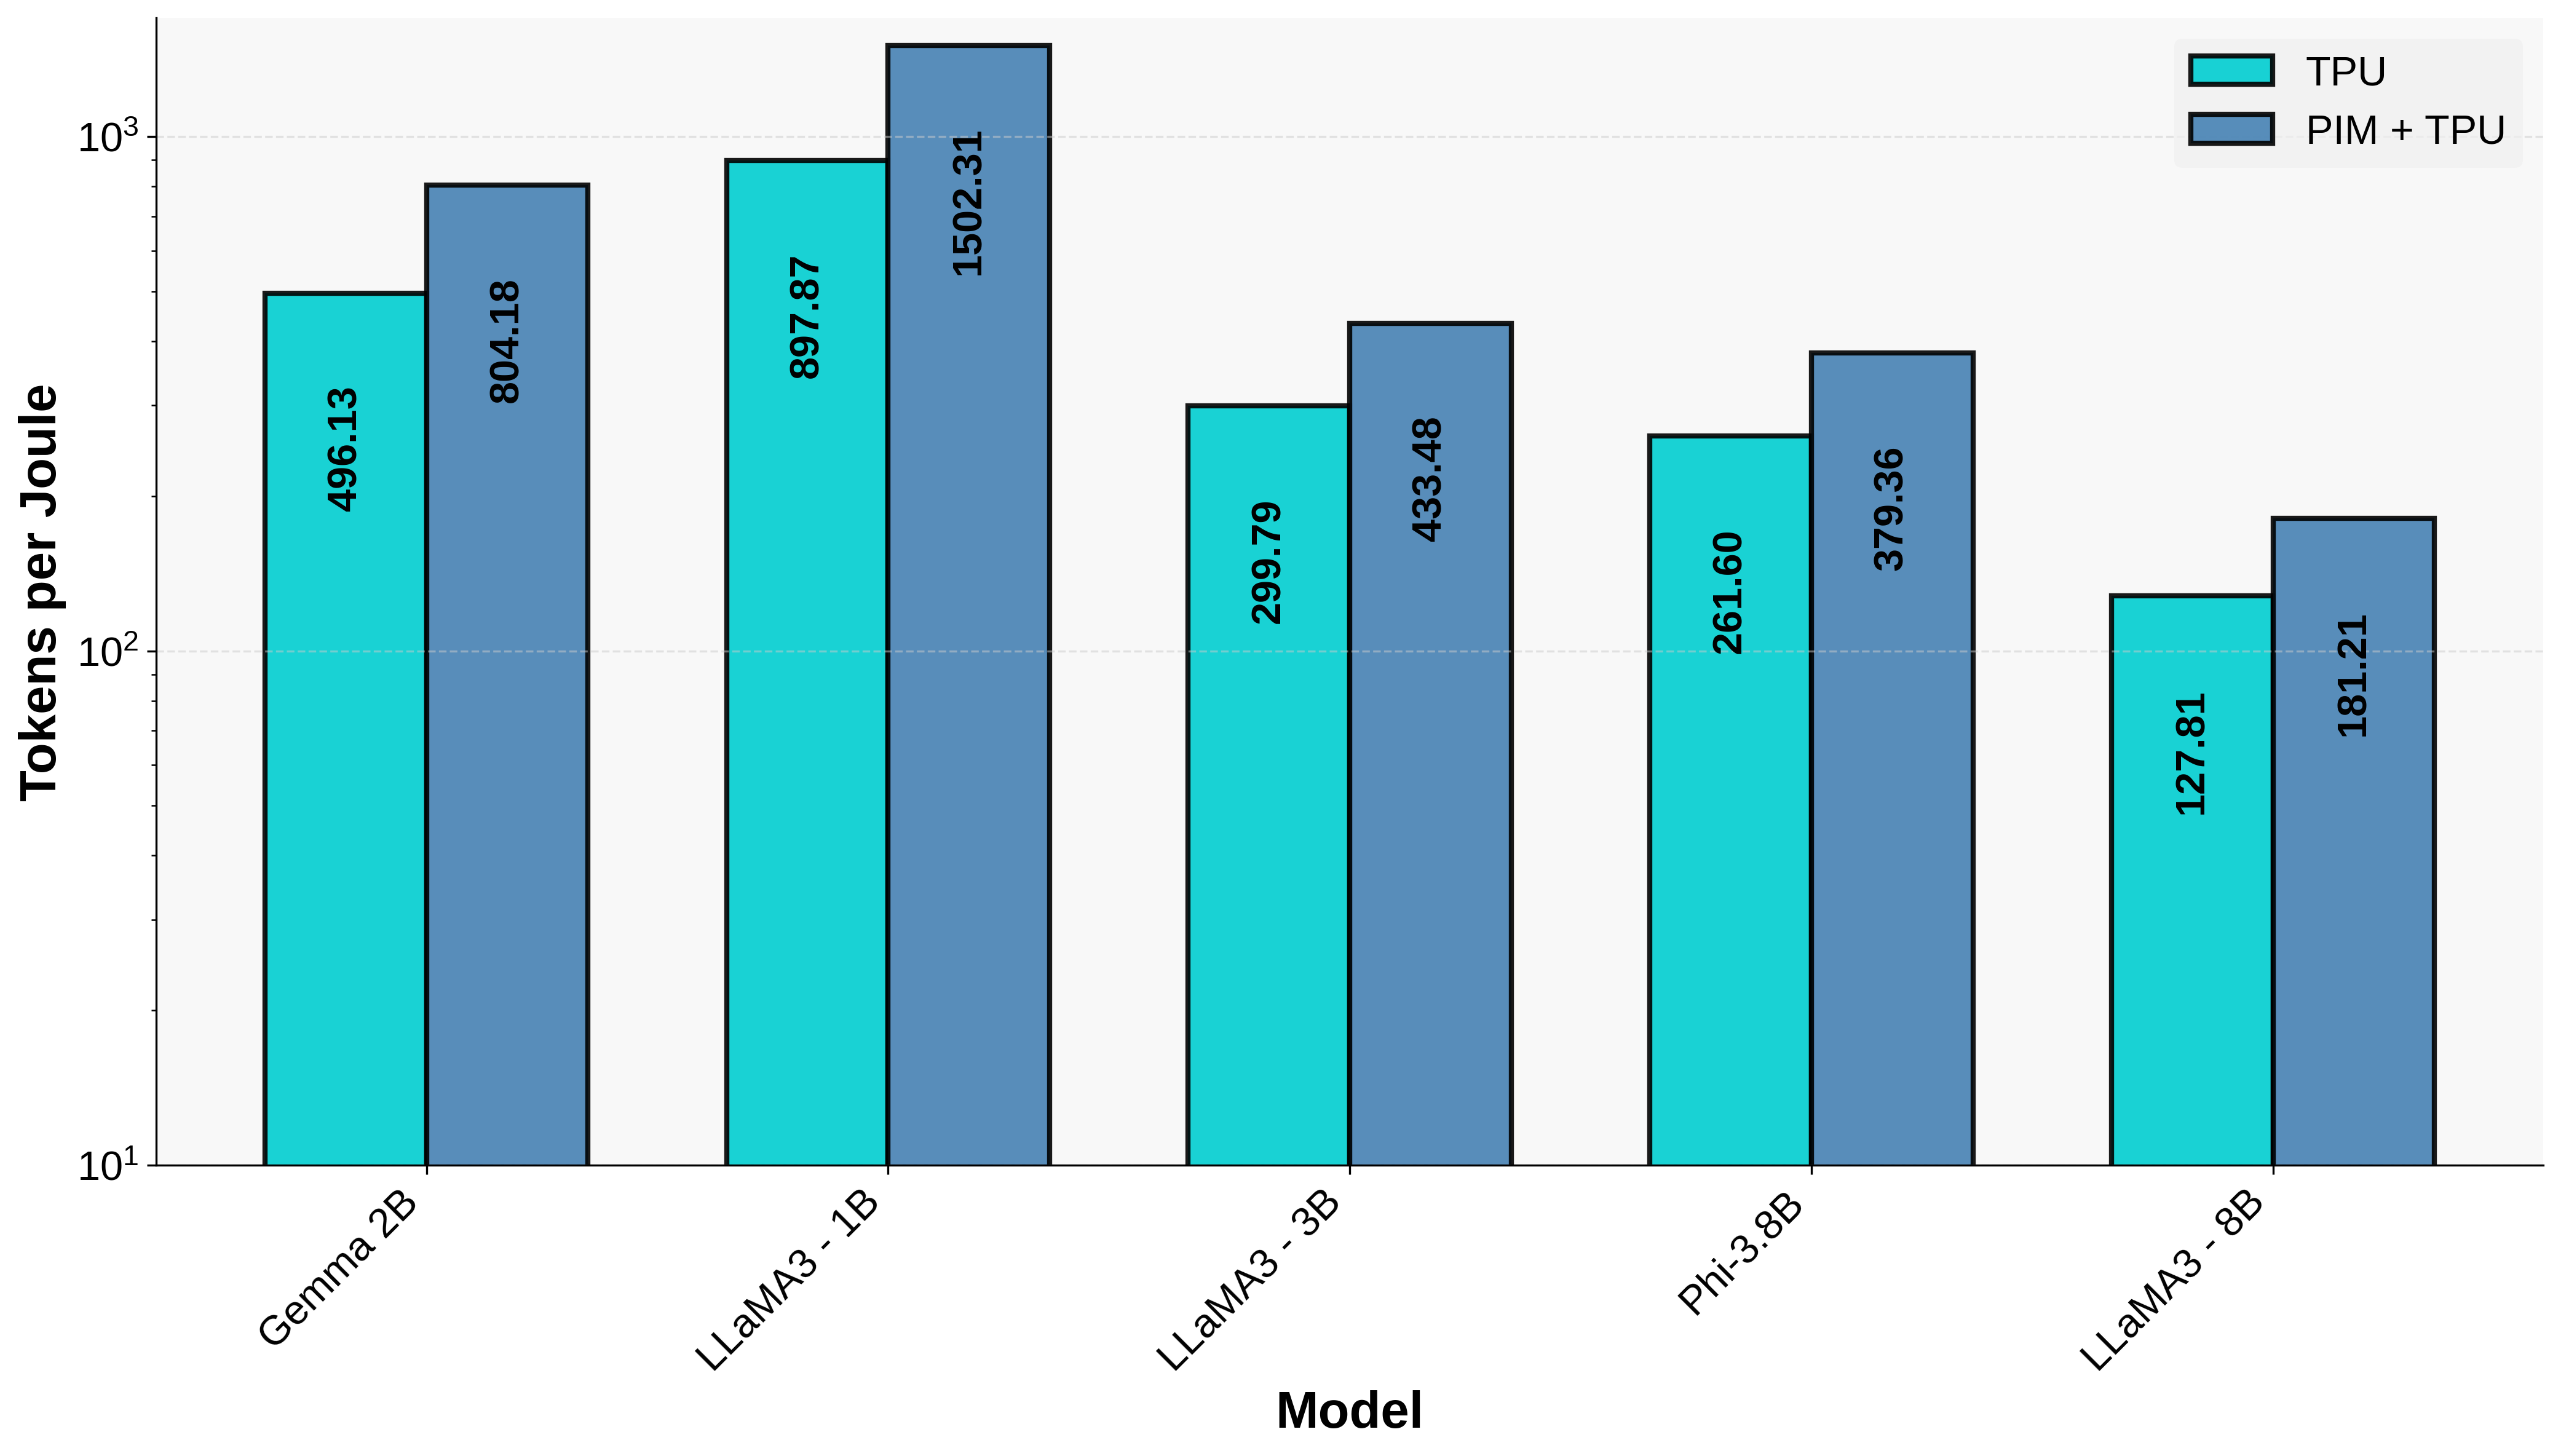 TPU
PIM + TPU
Tokens per Joule
10³
10²
10¹
496.13
804.18
897.87
1502.31
299.79
433.48
261.60
379.36
127.81
181.21
Gemma 2B
LLaMA3 - 1B
LLaMA3 - 3B
Phi-3.8B
LLaMA3 - 8B
Model